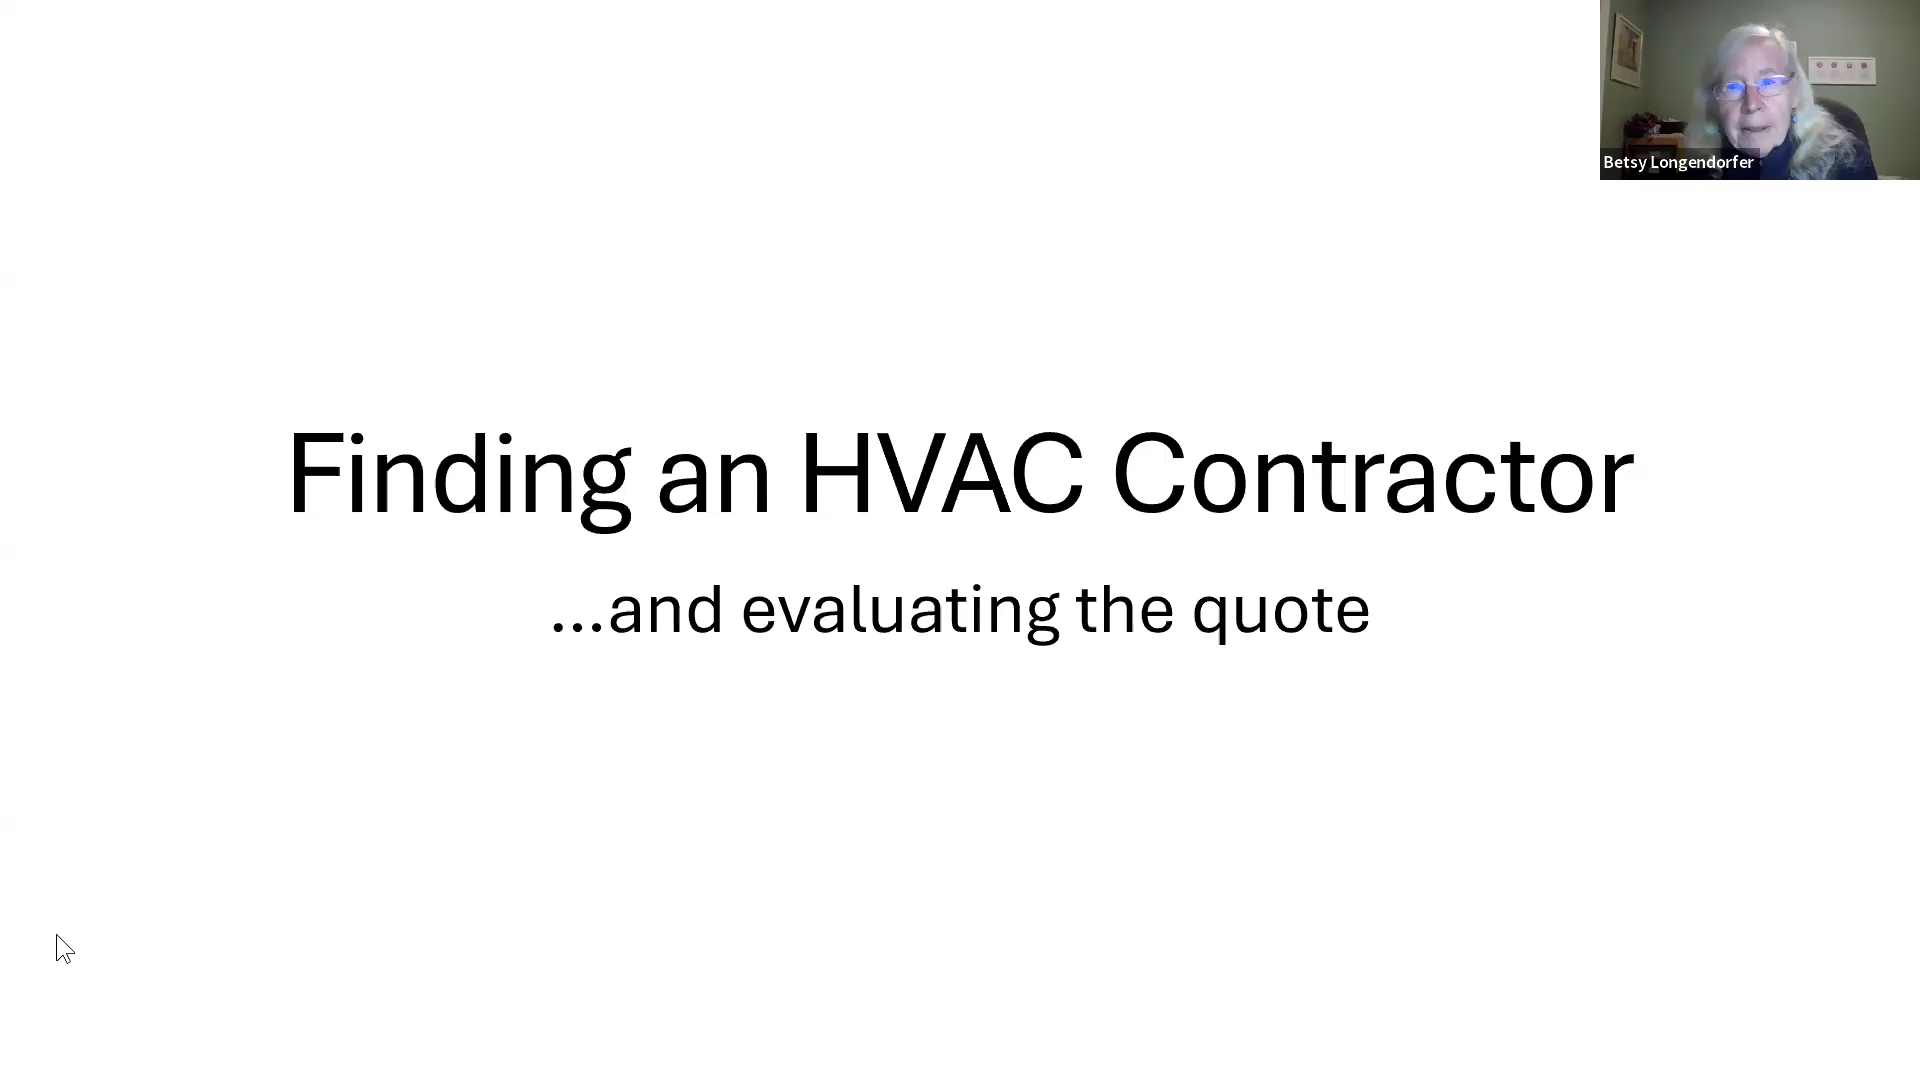 Betsy Longendorfer
Finding an HVAC Contractor
...and evaluating the quote